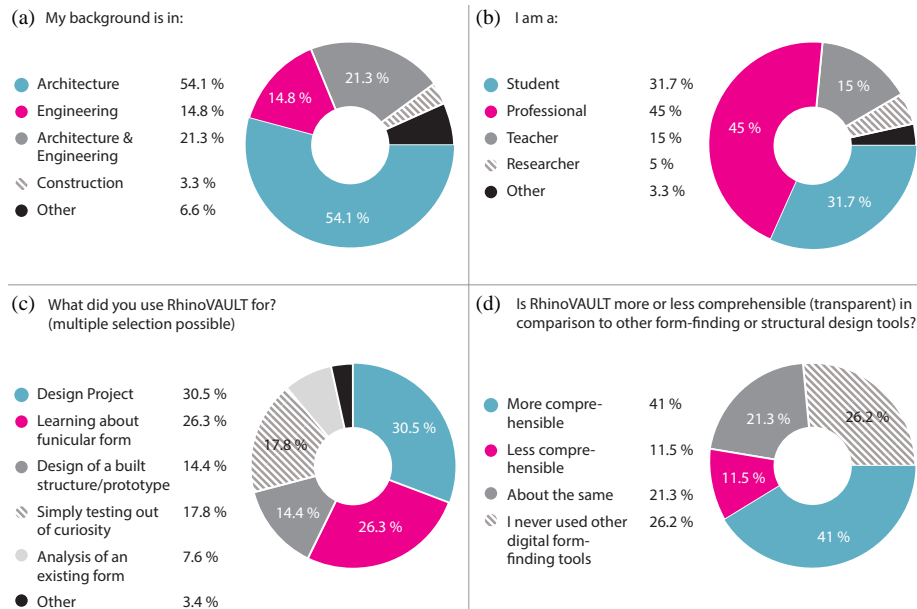 (a) My background is in:
Architecture 54.1 %
Engineering 14.8 %
Architecture & 21.3 %
Engineering
Construction 3.3 %
Other 6.6 %
21.3 %
14.8 %
54.1 %
(b) I am a:
Student 31.7 %
Professional 45 %
Teacher 15 %
Researcher 5 %
Other 3.3 %
15 %
45 %
31.7 %
(c) What did you use RhinoVAULT for?
(multiple selection possible)
Design Project 30.5 %
Learning about 26.3 %
funicular form
Design of a built 14.4 %
structure/prototype
Simply testing out 17.8 %
of curiosity
Analysis of an 7.6 %
existing form
Other 3.4 %
30.5 %
17.8 %
14.4 %
26.3 %
(d) Is RhinoVAULT more or less comprehensible (transparent) in
comparison to other form-finding or structural design tools?
More compre- 41 %
hensible
Less compre- 11.5 %
hensible
About the same 21.3 %
I never used other 26.2 %
digital form-
finding tools
21.3 %
26.2 %
11.5 %
41 %